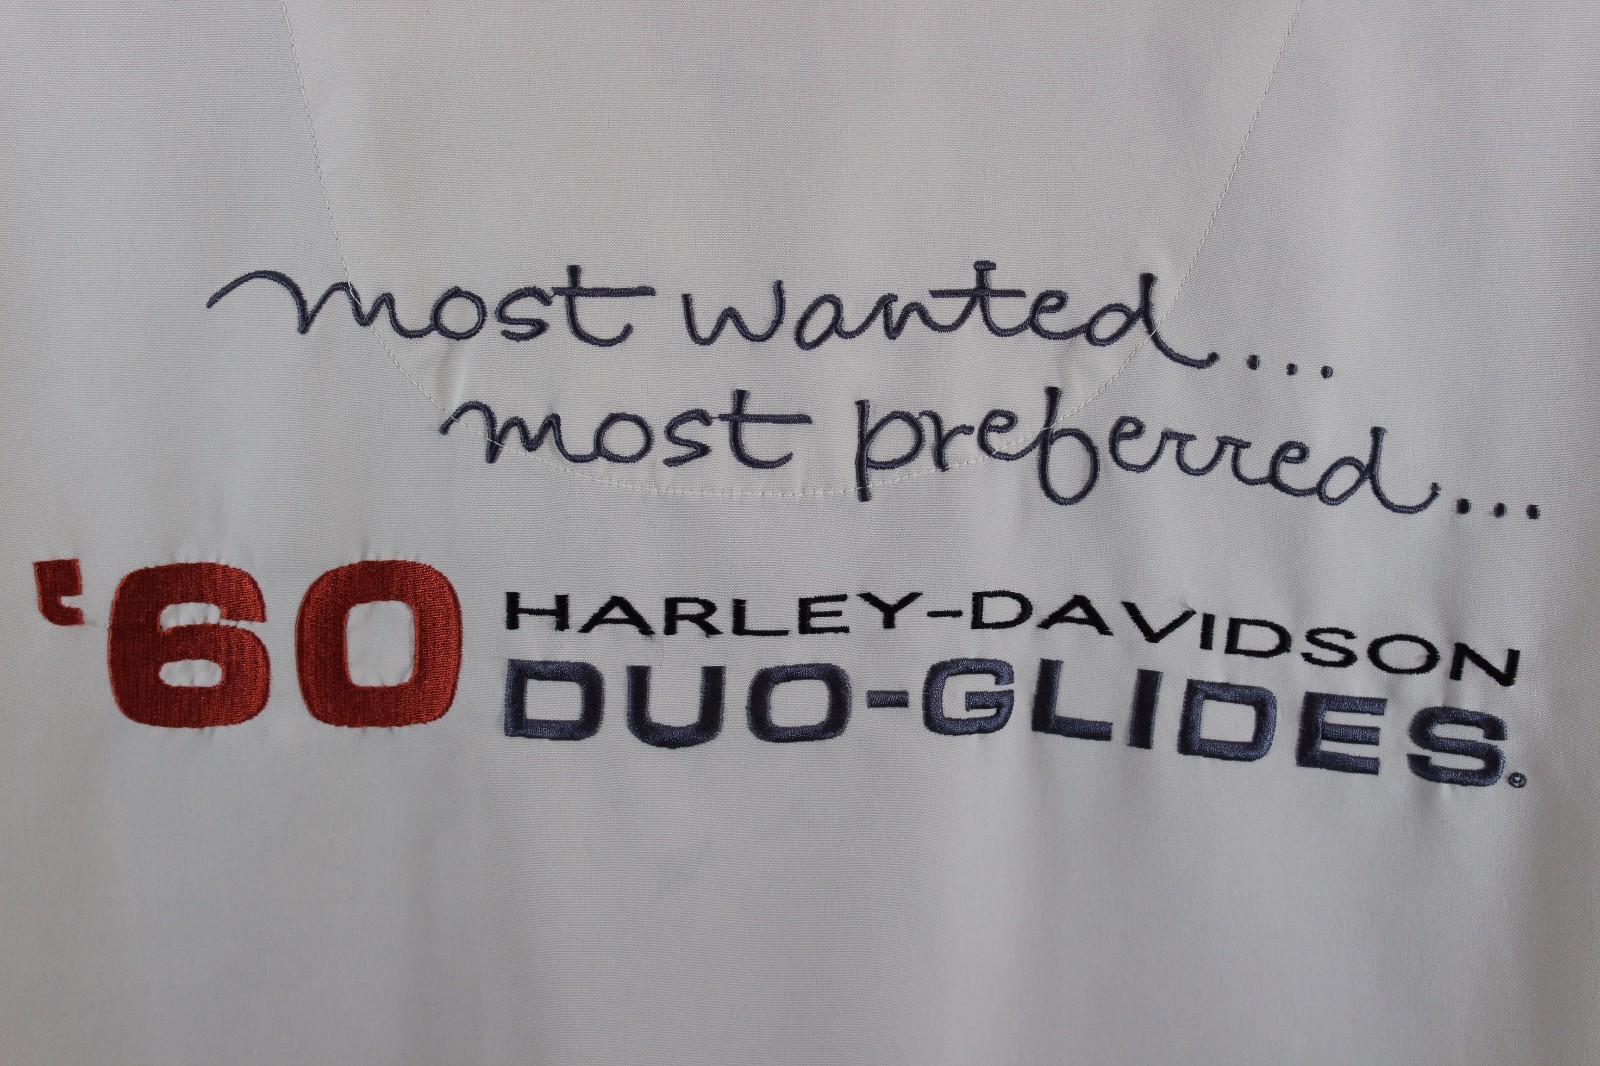 most wanted...
most preferred...
'60 HARLEY-DAVIDSON
DUO-GLIDES®